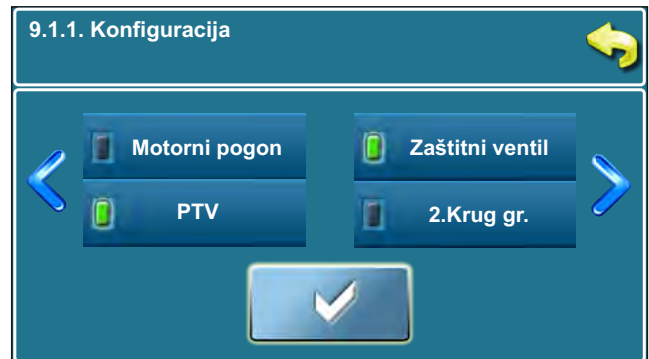 9.1.1. Konfiguracija
Motorni pogon
Zaštitni ventil
PTV
2.Krug gr.